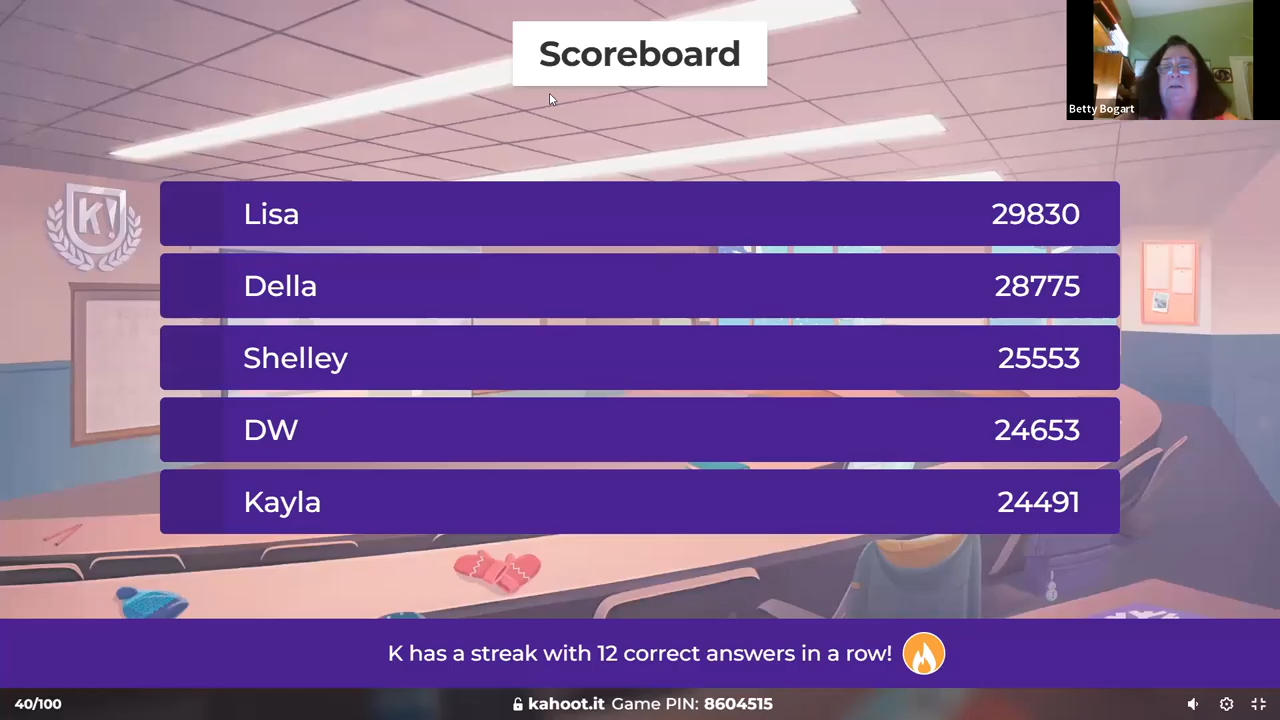 Scoreboard
Betty Bogart
K!
Lisa 29830
Della 28775
Shelley 25553
DW 24653
Kayla 24491
K has a streak with 12 correct answers in a row!
40/100
kahoot.it Game PIN: 8604515